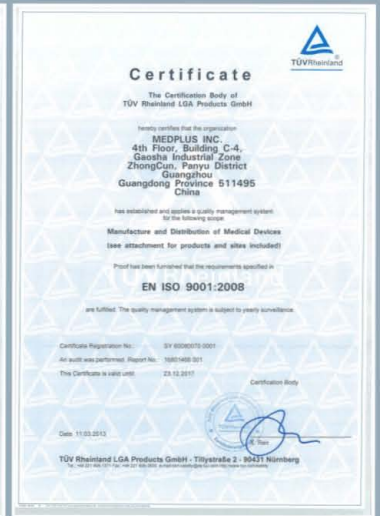 TÜVRheinland
Certificate
The Certification Body of
TÜV Rheinland LGA Products GmbH
hereby certifies that the organization
MEDPLUS INC.
4th Floor, Building C-4,
Gaosha Industrial Zone
ZhongCun, Panyu District
Guangzhou
Guangdong Province 511495
China
has established and applies a quality management system
for the following scope:
Manufacture and Distribution of Medical Devices
(see attachment for products and sites included)
Proof has been furnished that the requirements specified in
EN ISO 9001:2008
are fulfilled. The quality management system is subject to yearly surveillance.
Certificate Registration No.:
An audit was performed. Report No.:
This Certificate is valid until: 23.12.2017
Certification Body
Date 11.03.2013
TÜV Rheinland LGA Products GmbH - Tillystraße 2 - 90431 Nürnberg